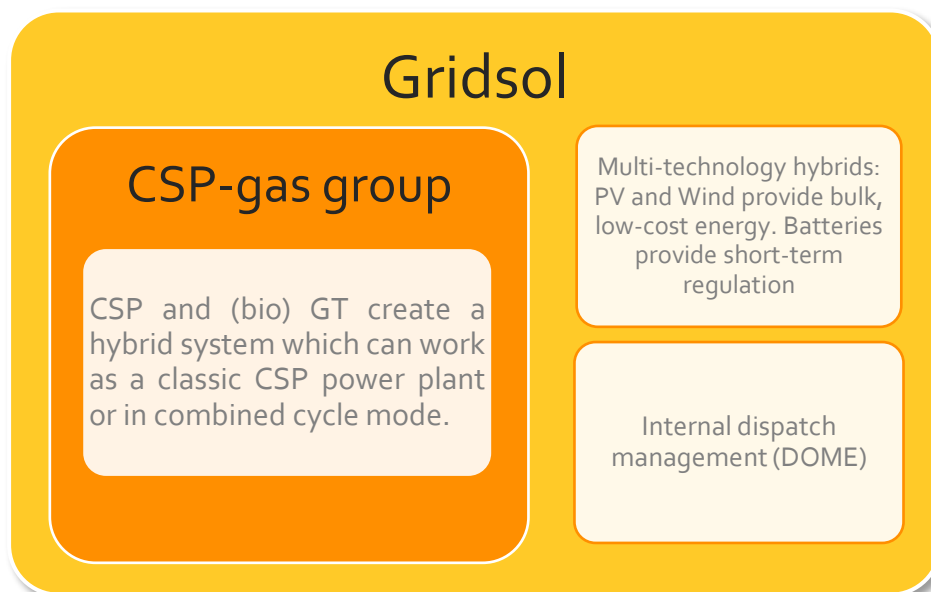 Gridsol
CSP-gas group
CSP and (bio) GT create a
hybrid system which can work
as a classic CSP power plant
or in combined cycle mode.
Multi-technology hybrids:
PV and Wind provide bulk,
low-cost energy. Batteries
provide short-term
regulation
Internal dispatch
management (DOME)